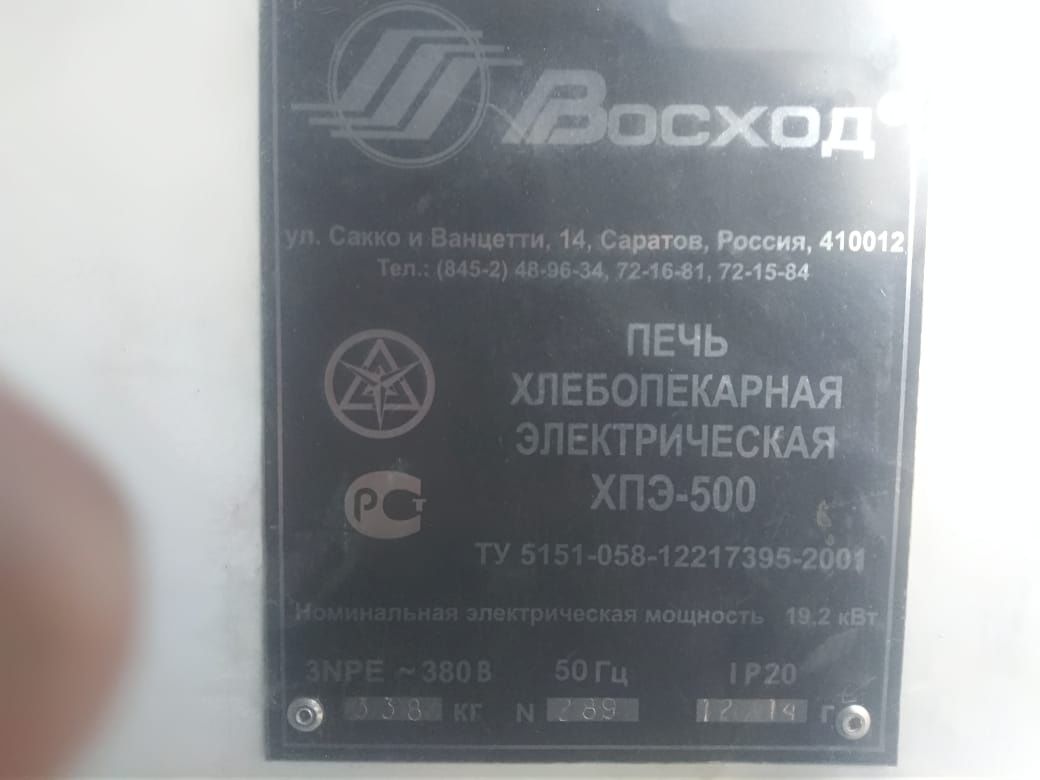 Восход
ул. Сакко и Ванцетти, 14, Саратов, Россия, 410012
Тел.: (845-2) 48-96-34, 72-16-81, 72-15-84
ПЕЧЬ
ХЛЕБОПЕКАРНАЯ
ЭЛЕКТРИЧЕСКАЯ
ХПЭ-500
РСТ
ТУ 5151-058-12217395-2001
Номинальная электрическая мощность 19.2 кВт
3NPE ~ 380 В 50 Гц IP20
338 кг N 289 12 14 г